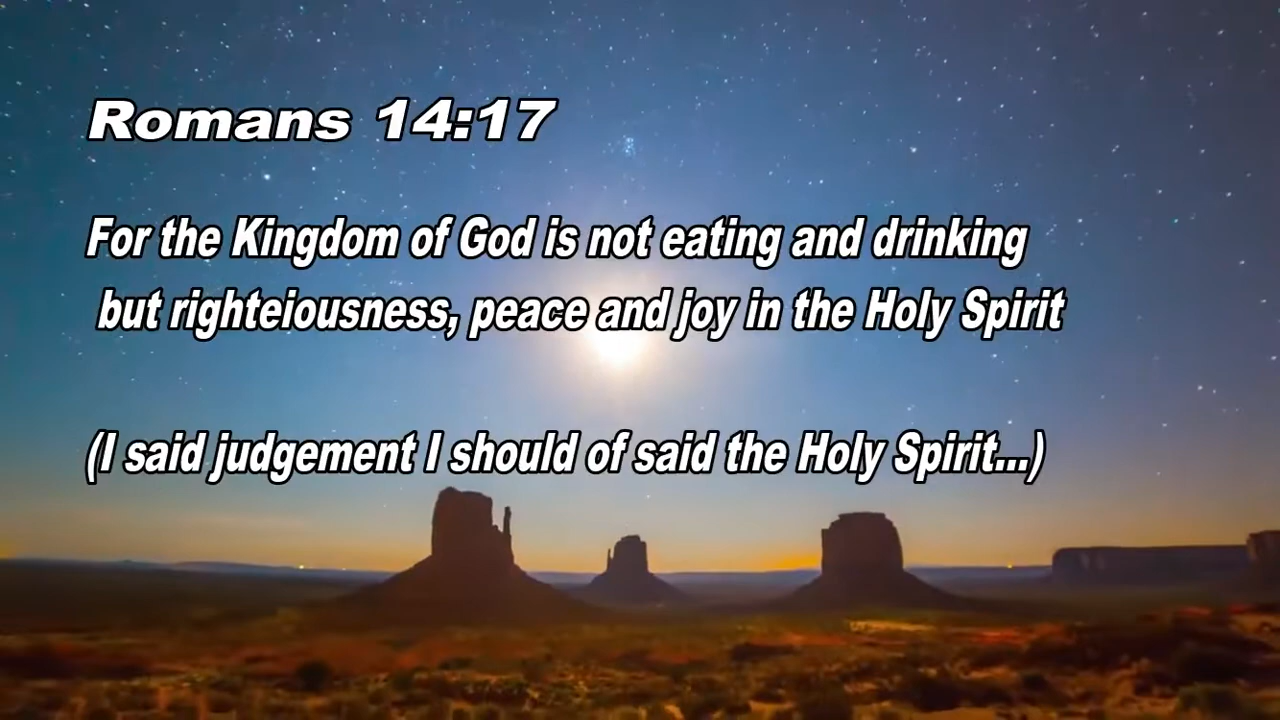 Romans 14:17
For the Kingdom of God is not eating and drinking
but righteiousness, peace and joy in the Holy Spirit
(I said judgement I should of said the Holy Spirit...)